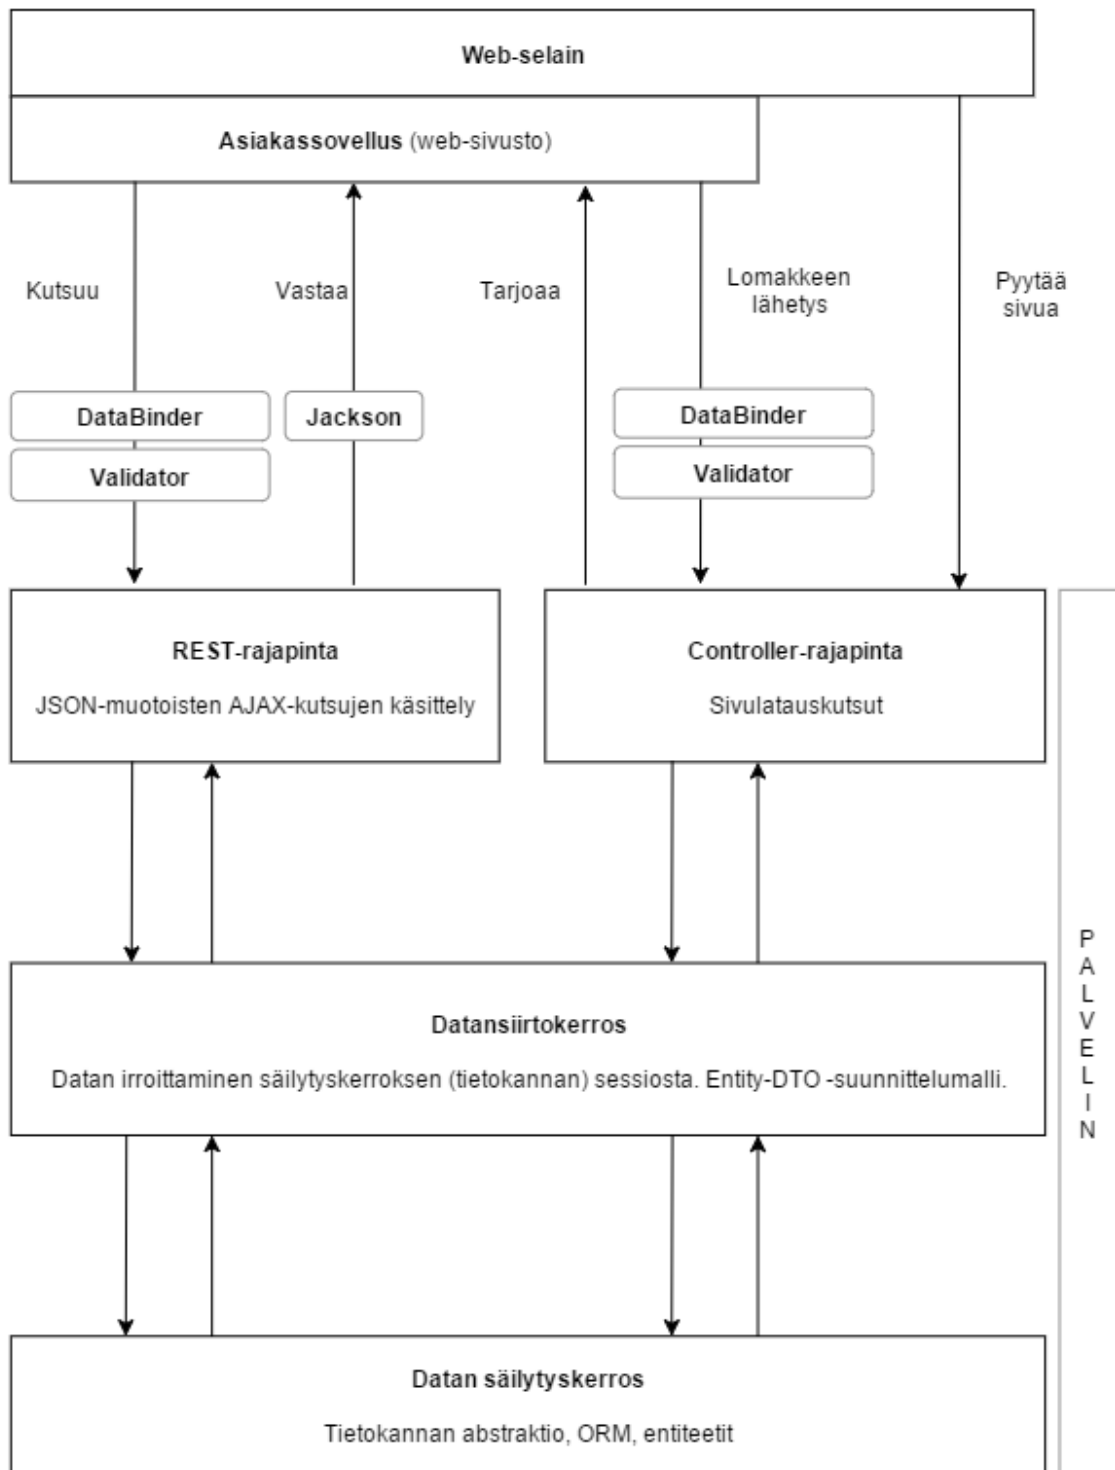 Web-selain
Asiakassovellus (web-sivusto)
Kutsuu
Vastaa
Tarjoaa
Lomakkeen
lähetys
Pyytää
sivua
DataBinder
Validator
Jackson
DataBinder
Validator
REST-rajapinta
JSON-muotoisten AJAX-kutsujen käsittely
Controller-rajapinta
Sivulatauskutsut
Datansiirtokerros
Datan irroittaminen säilytyskerroksen (tietokannan) sessiosta. Entity-DTO -suunnittelumalli.
Datan säilytyskerros
Tietokannan abstraktio, ORM, entiteetit
P
A
L
V
E
L
I
N